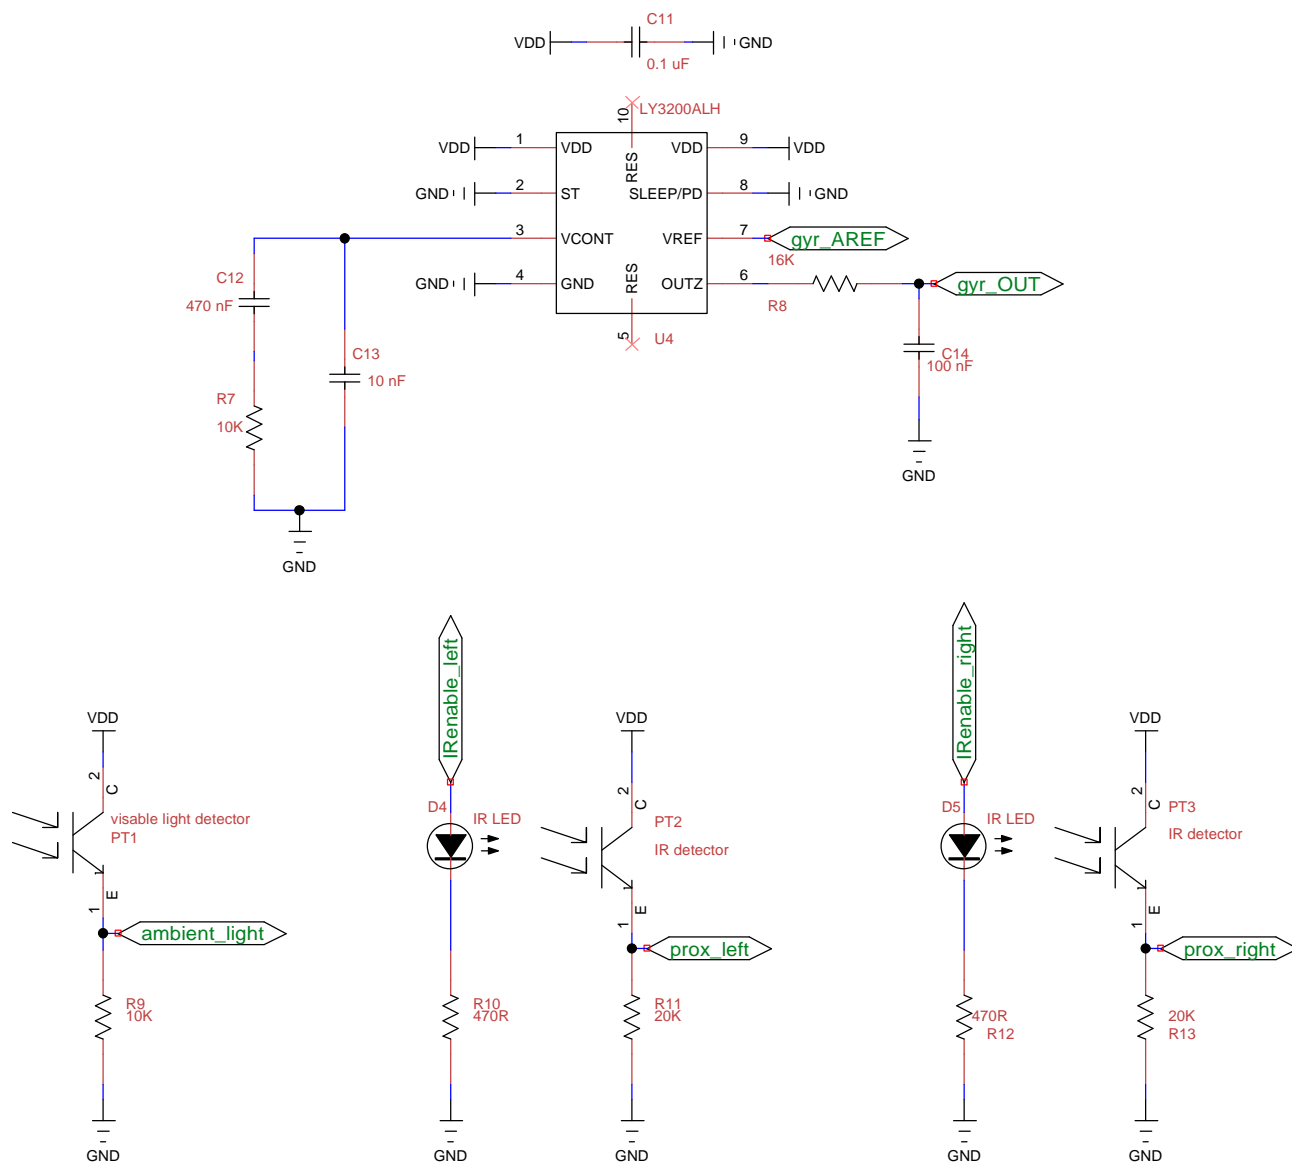 C11
VDD
GND
0.1 uF
LY3200ALH
10
VDD
1
VDD
RES
VDD
9
VDD
GND
2
ST
SLEEP/PD
8
GND
3
VCONT
VREF
7
gyr_AREF
16K
GND
4
GND
RES
OUTZ
6
R8
gyr_OUT
5
U4
C12
470 nF
C13
10 nF
C14
100 nF
R7
10K
GND
GND
IRenable_left
IRenable_right
VDD
2
C
visable light detector
PT1
1
E
ambient_light
R9
10K
GND
D4
IR LED
R10
470R
GND
VDD
2
C
PT2
IR detector
1
E
prox_left
R11
20K
GND
D5
IR LED
470R
R12
GND
VDD
2
C
PT3
IR detector
1
E
prox_right
20K
R13
GND